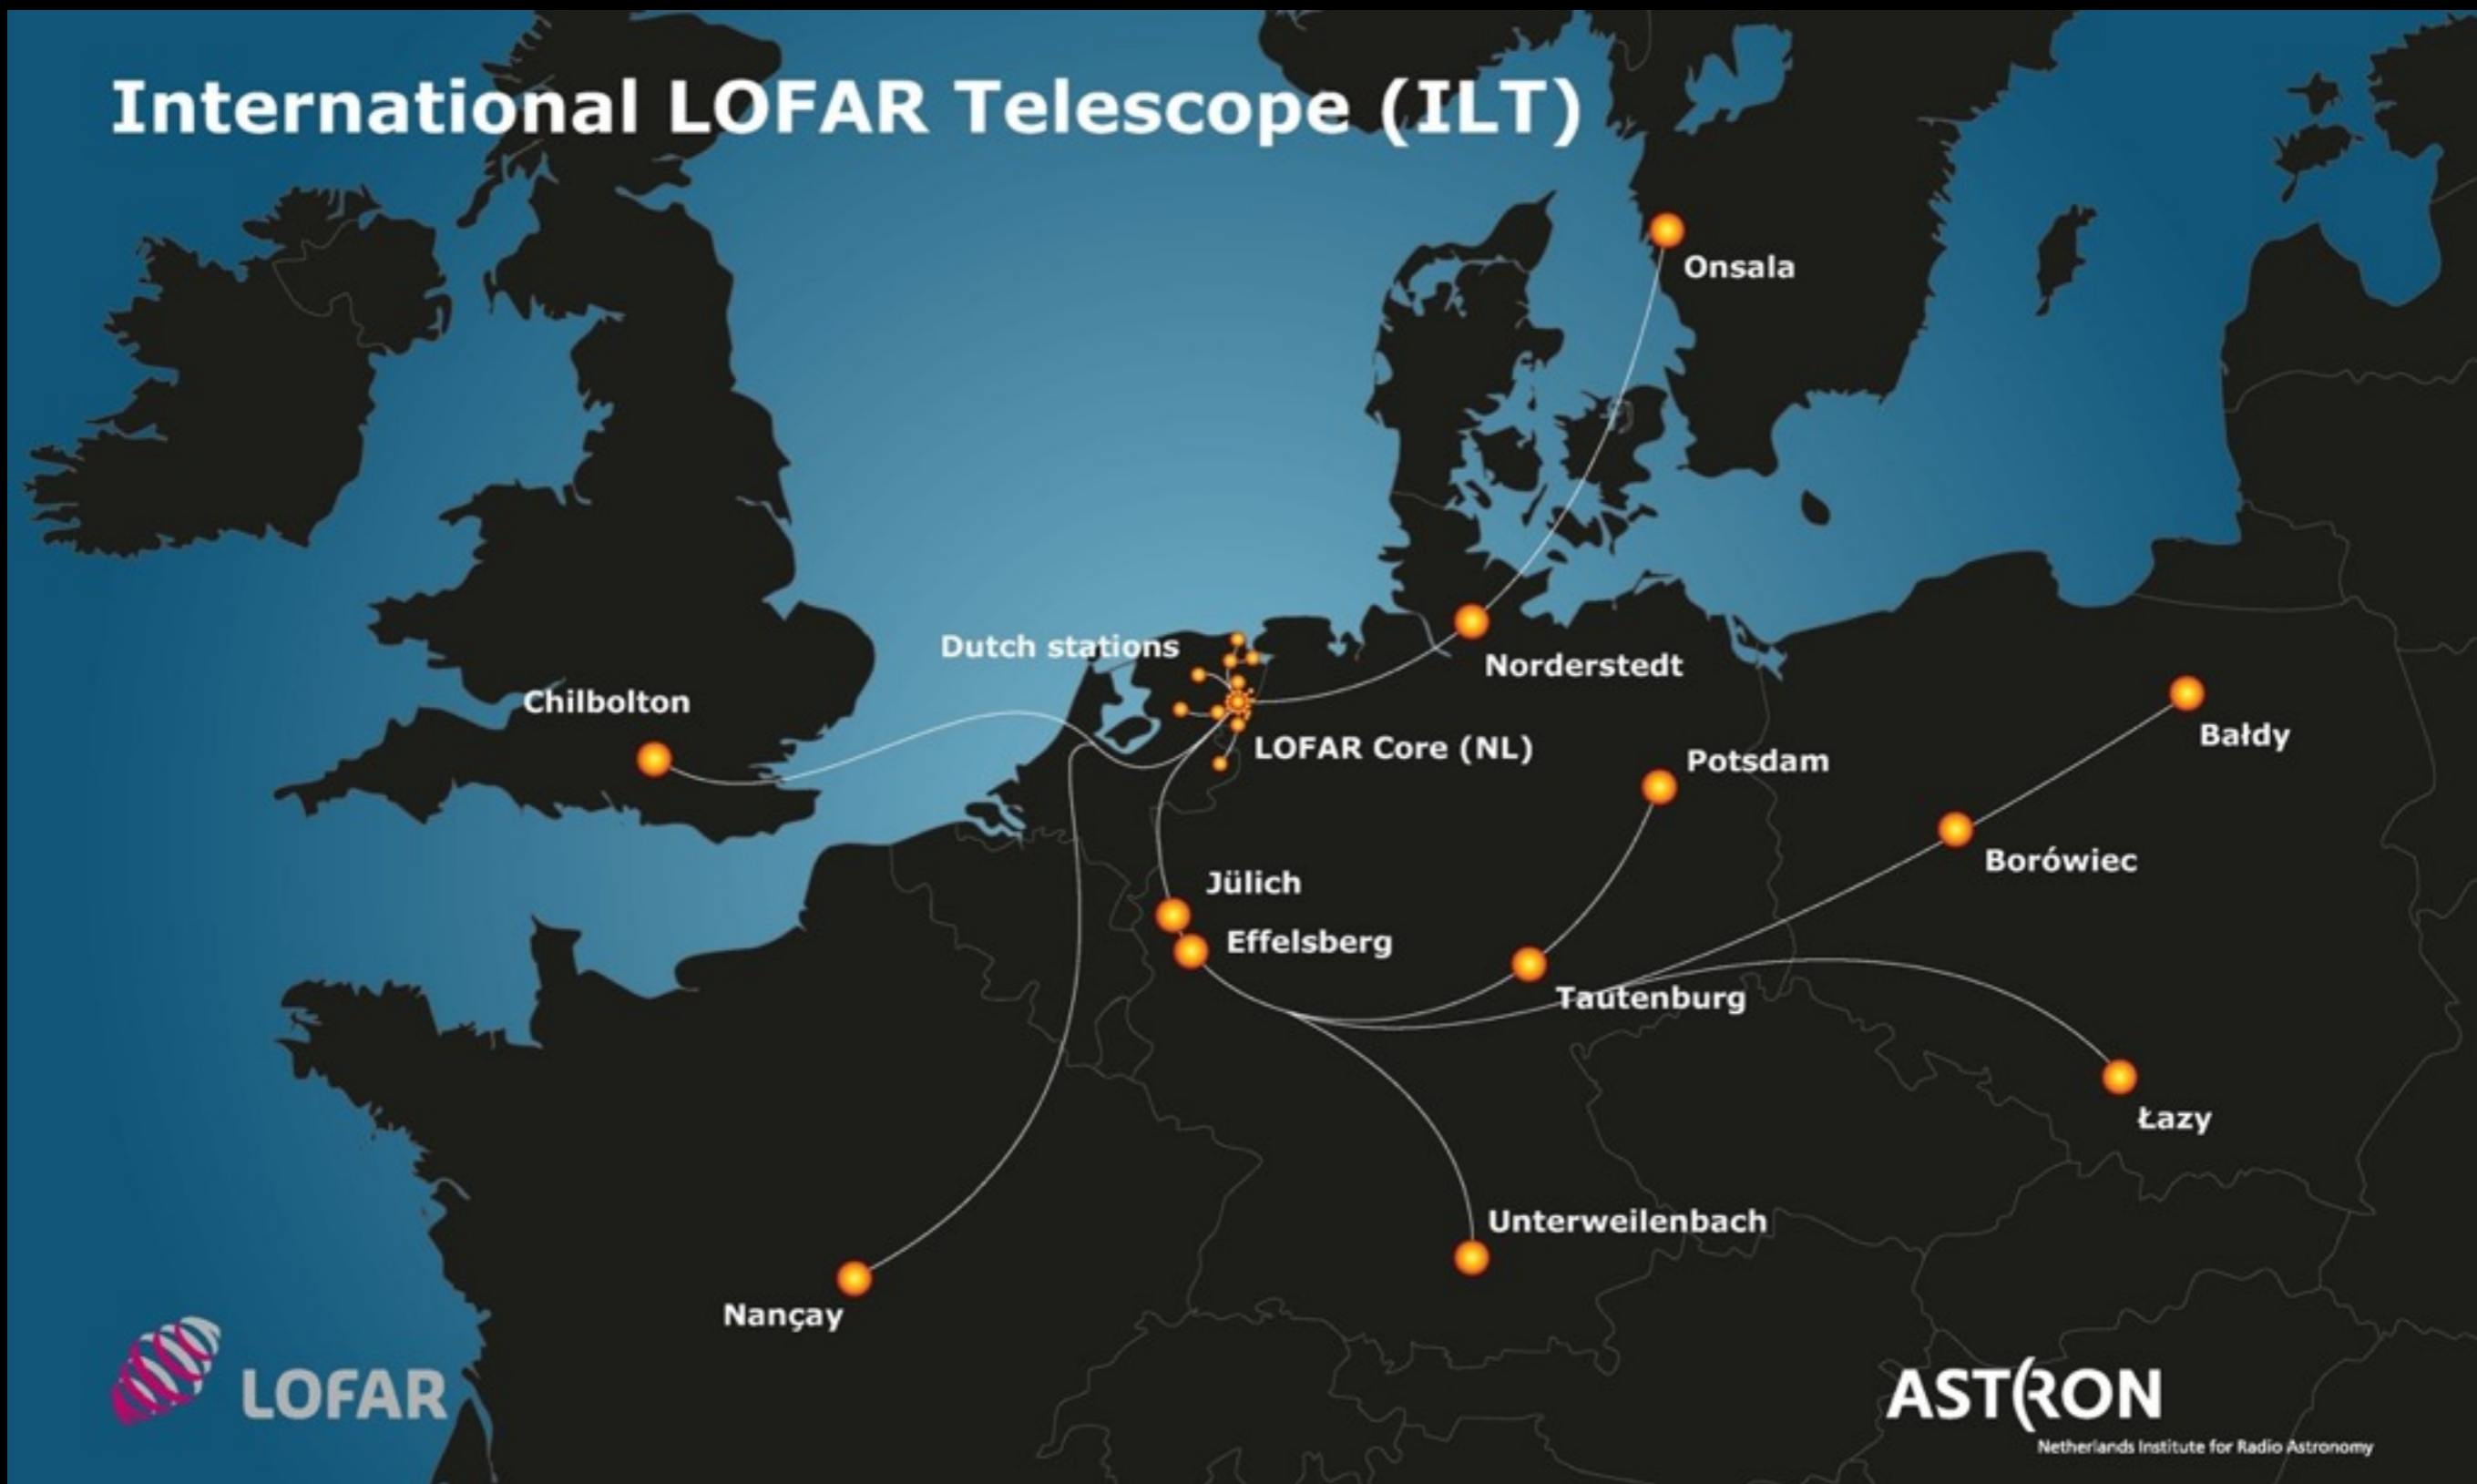 International LOFAR Telescope (ILT)
Onsala
Dutch stations
Norderstedt
Chilbolton
LOFAR Core (NL)
Bałdy
Potsdam
Borówiec
Jülich
Effelsberg
Tautenburg
Łazy
Unterweilenbach
Nançay
LOFAR
ASTRON
Netherlands Institute for Radio Astronomy